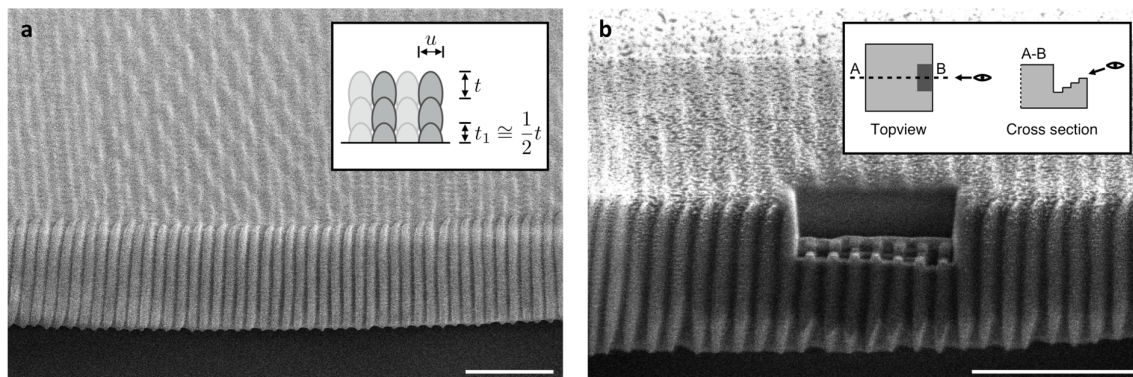 a
u
t
t₁ ≅ 1/2 t
b
A
B
A-B
Topview
Cross section